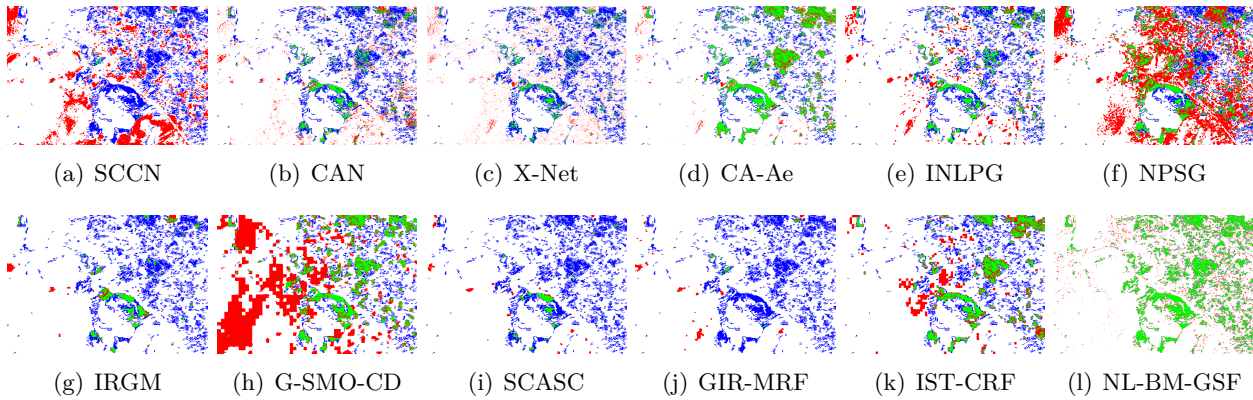 (a) SCCN (b) CAN (c) X-Net (d) CA-Ae (e) INLPG (f) NPSG
(g) IRGM (h) G-SMO-CD (i) SCASC (j) GIR-MRF (k) IST-CRF (l) NL-BM-GSF